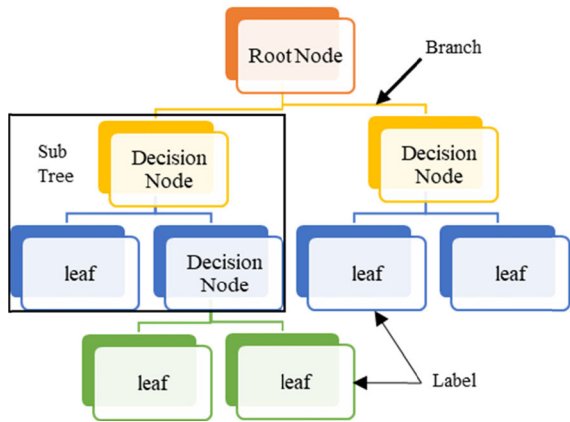 Root Node
Branch
Sub
Tree
Decision
Node
Decision
Node
leaf
Decision
Node
leaf
leaf
leaf
leaf
Label